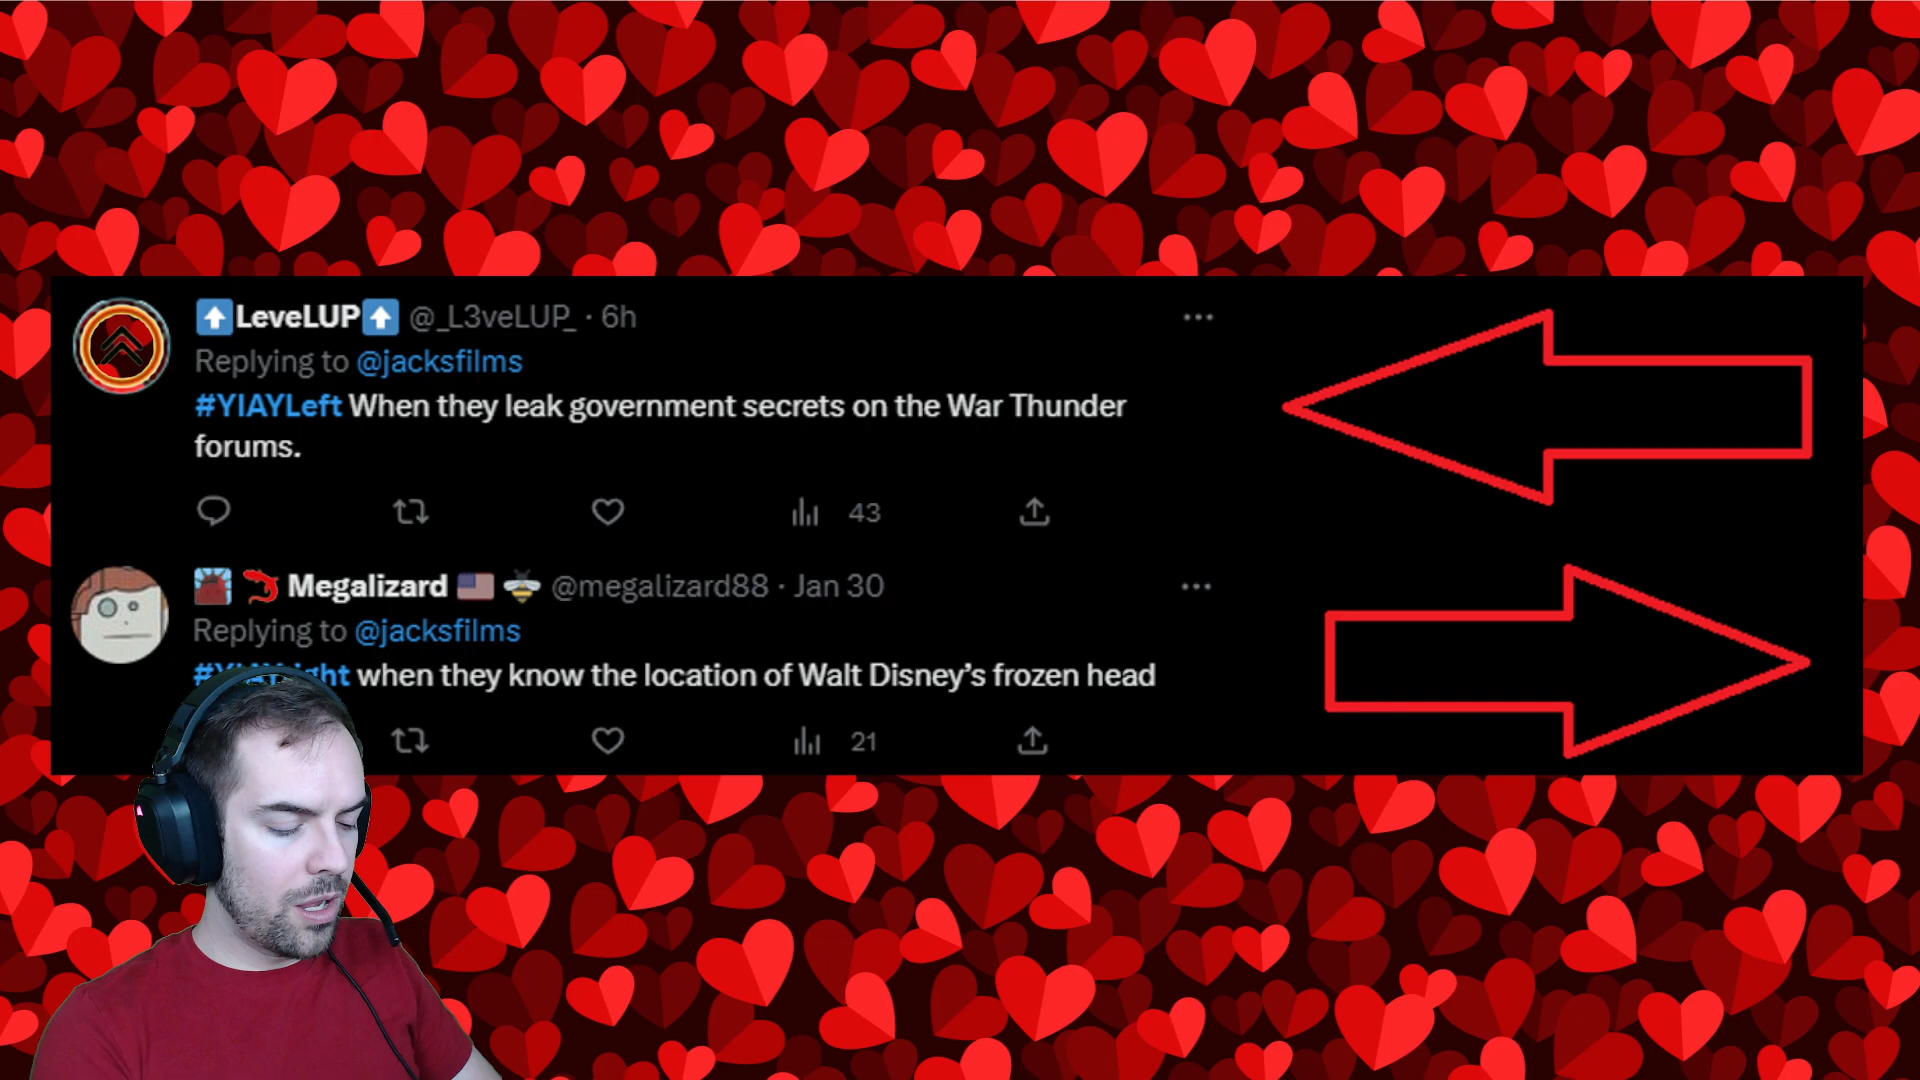 LeveLUP @_L3veLUP_ · 6h
Replying to @jacksfilms
#YIAYLeft When they leak government secrets on the War Thunder
forums.
43
Megalizard @megalizard88 · Jan 30
Replying to @jacksfilms
when they know the location of Walt Disney’s frozen head
21